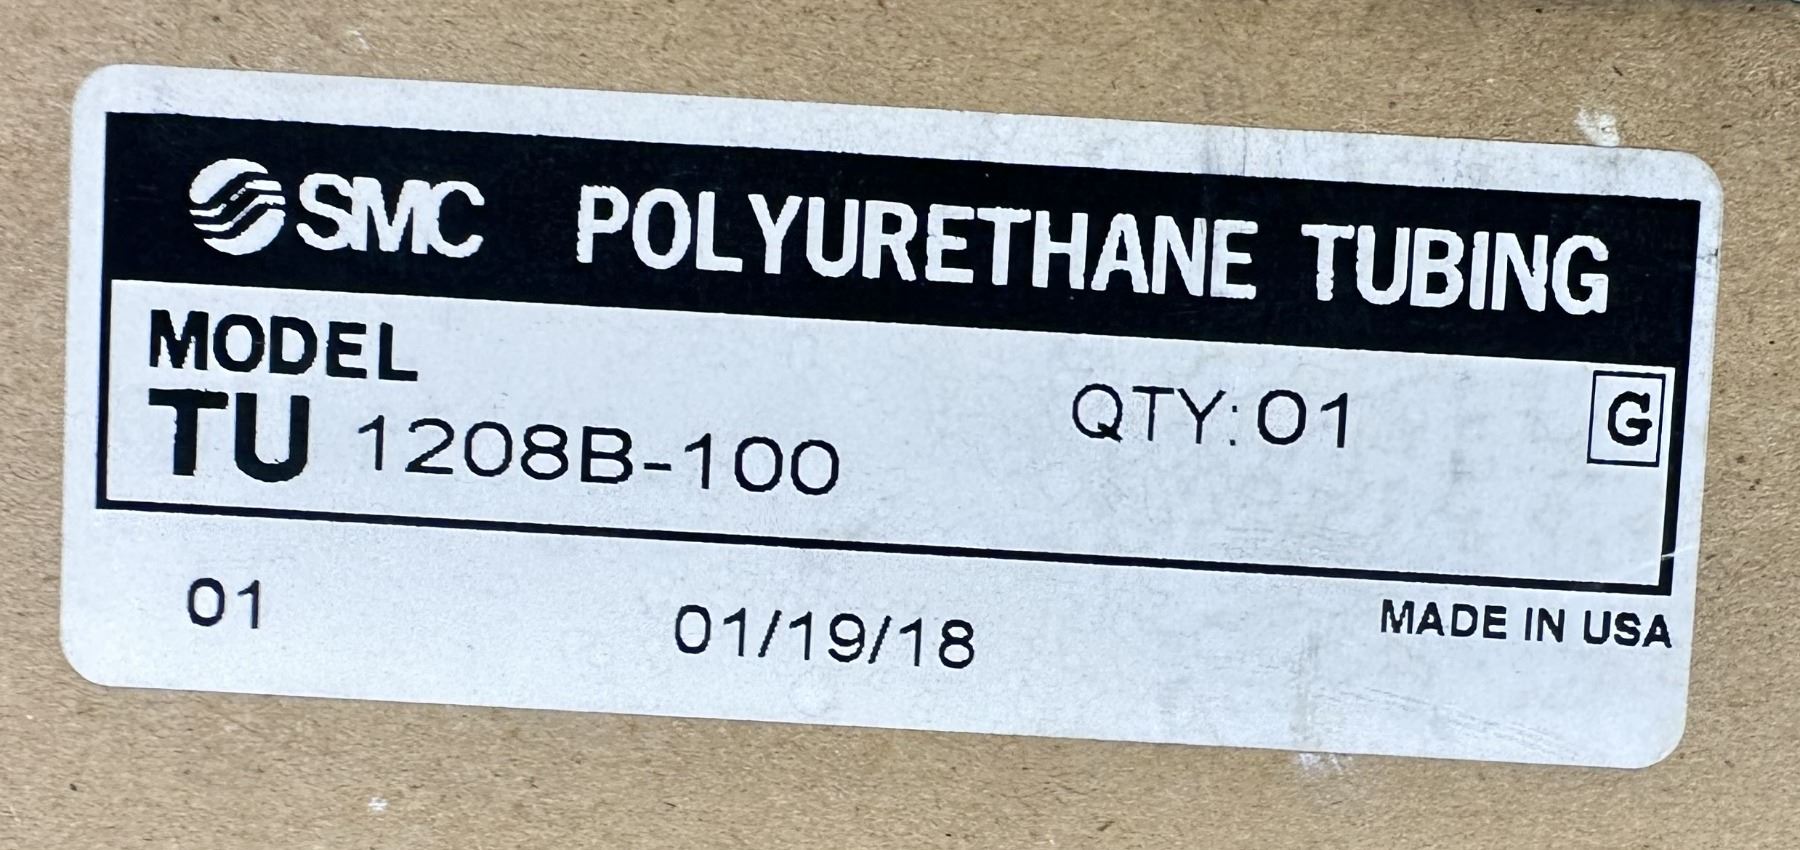 SMC POLYURETHANE TUBING
MODEL
TU 1208B-100 QTY:01 G
01 01/19/18 MADE IN USA